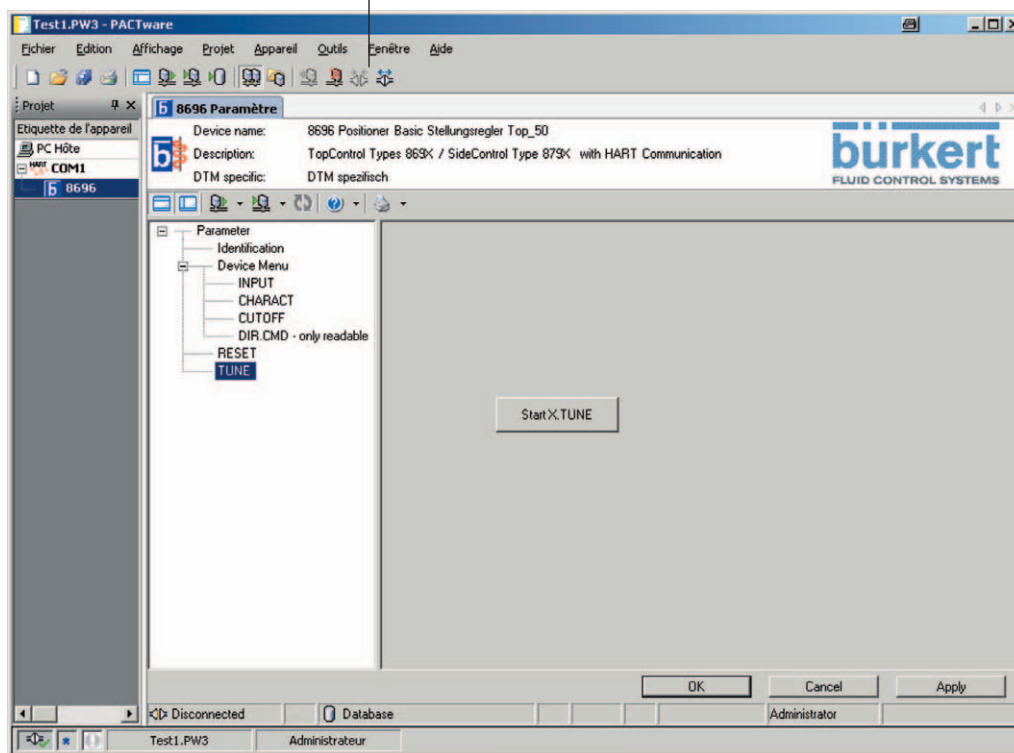 Test1.PW3 - PACTware
Fichier Edition Affichage Projet Appareil Outils Fenêtre Aide
Projet
8696 Paramètre
Etiquette de l'appareil
PC Hôte
HART COM1
8696
Device name: 8696 Positioner Basic Stellungsregler Top_50
Description: TopControl Types 869X / SideControl Type 879X with HART Communication
DTM specific: DTM spezifisch
burkert
FLUID CONTROL SYSTEMS
Parameter
Identification
Device Menu
INPUT
CHARACT
CUTOFF
DIR.CMD - only readable
RESET
TUNE
Start X.TUNE
OK Cancel Apply
Disconnected Database Administrator
Test1.PW3 Administrateur